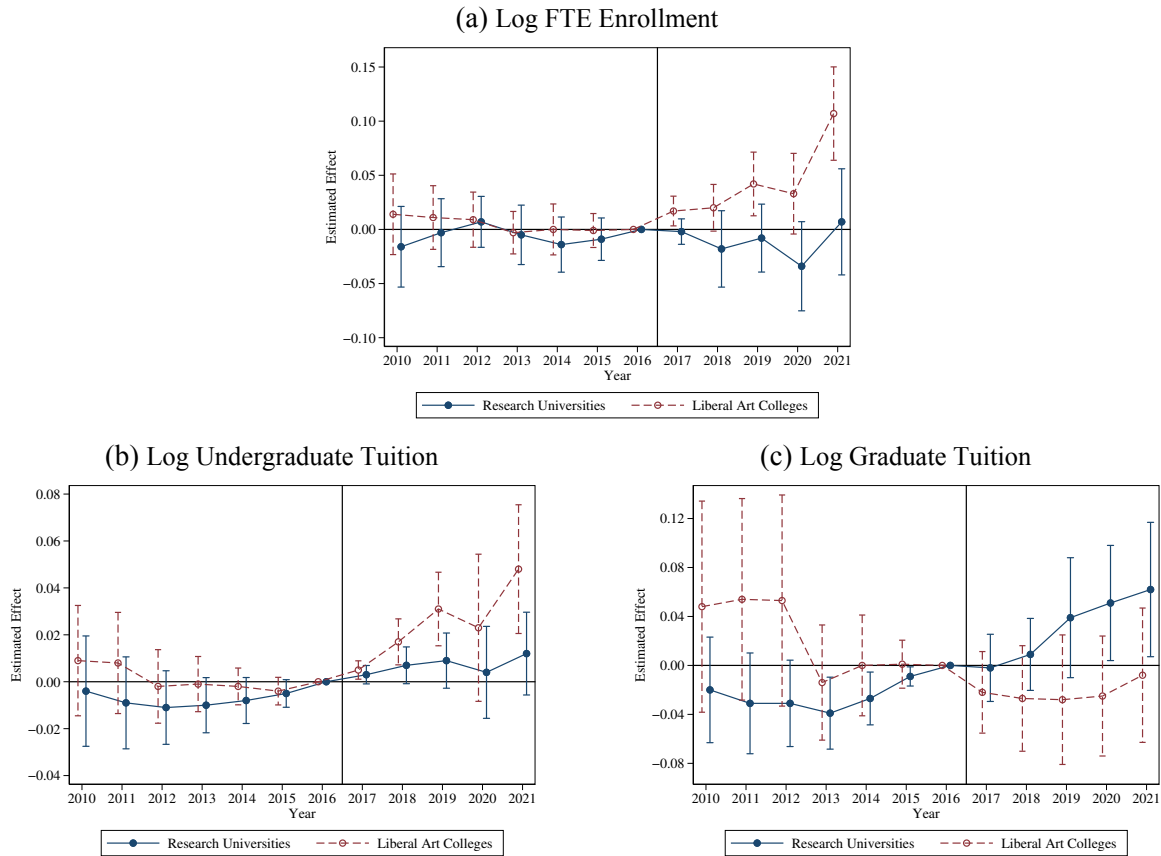 (a) Log FTE Enrollment
0.15
0.10
0.05
0.00
−0.05
−0.10
Estimated Effect
2010 2011 2012 2013 2014 2015 2016 2017 2018 2019 2020 2021
Year
Research Universities Liberal Art Colleges
(b) Log Undergraduate Tuition
0.08
0.06
0.04
0.02
0.00
−0.02
−0.04
Estimated Effect
2010 2011 2012 2013 2014 2015 2016 2017 2018 2019 2020 2021
Year
Research Universities Liberal Art Colleges
(c) Log Graduate Tuition
0.12
0.08
0.04
0.00
−0.04
−0.08
Estimated Effect
2010 2011 2012 2013 2014 2015 2016 2017 2018 2019 2020 2021
Year
Research Universities Liberal Art Colleges